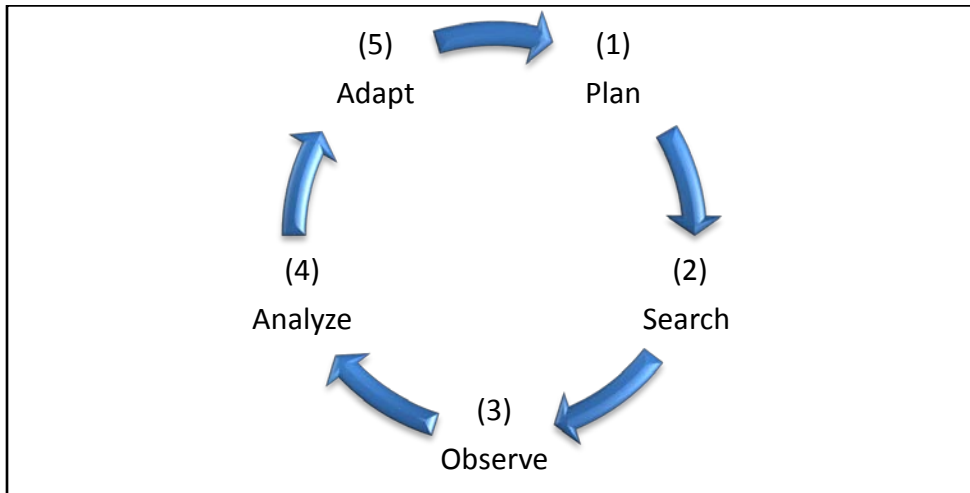 (1)
Plan
(2)
Search
(3)
Observe
(4)
Analyze
(5)
Adapt